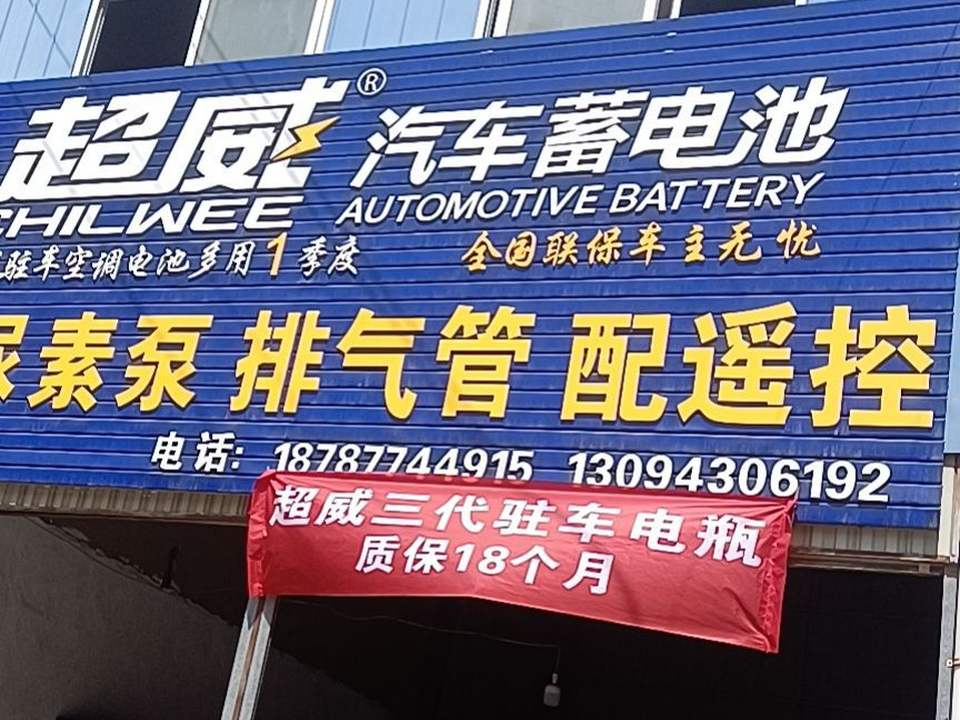 超威® 汽车蓄电池
CHILWEE AUTOMOTIVE BATTERY
驻车空调电池多用1季度 全国联保车主无忧
尿素泵 排气管 配遥控
电话: 18787744915 13094306192
超威三代驻车电瓶
质保18个月